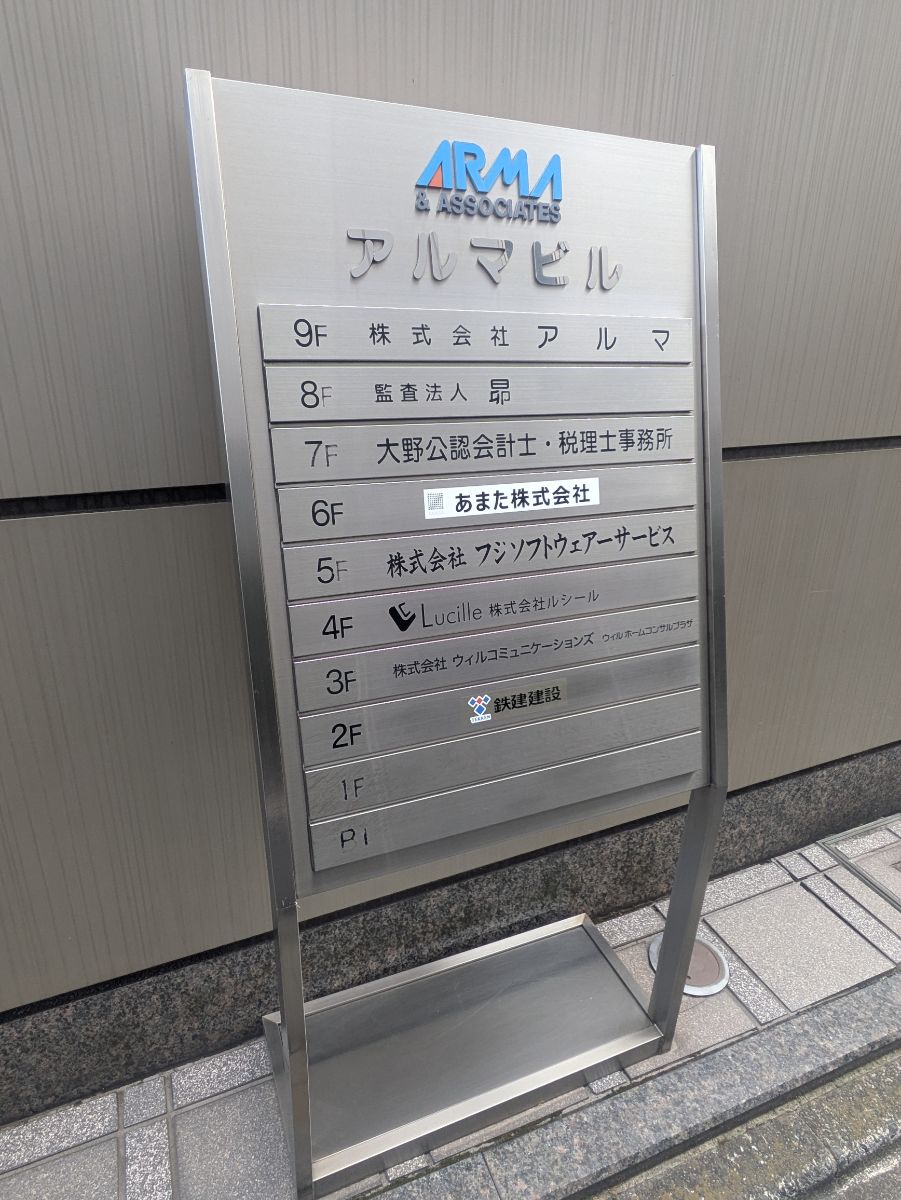 ARMA
& ASSOCIATES
アルマビル
9F 株式会社 アルマ
8F 監査法人 昴
7F 大野公認会計士・税理士事務所
6F あまた株式会社
5F 株式会社 フジソフトウェアーサービス
4F Lucille 株式会社ルシール
3F 株式会社 ウィルコミュニケーションズ ウィルホームコンサルプラザ
2F TEKKEN 鉄建建設
1F
B1